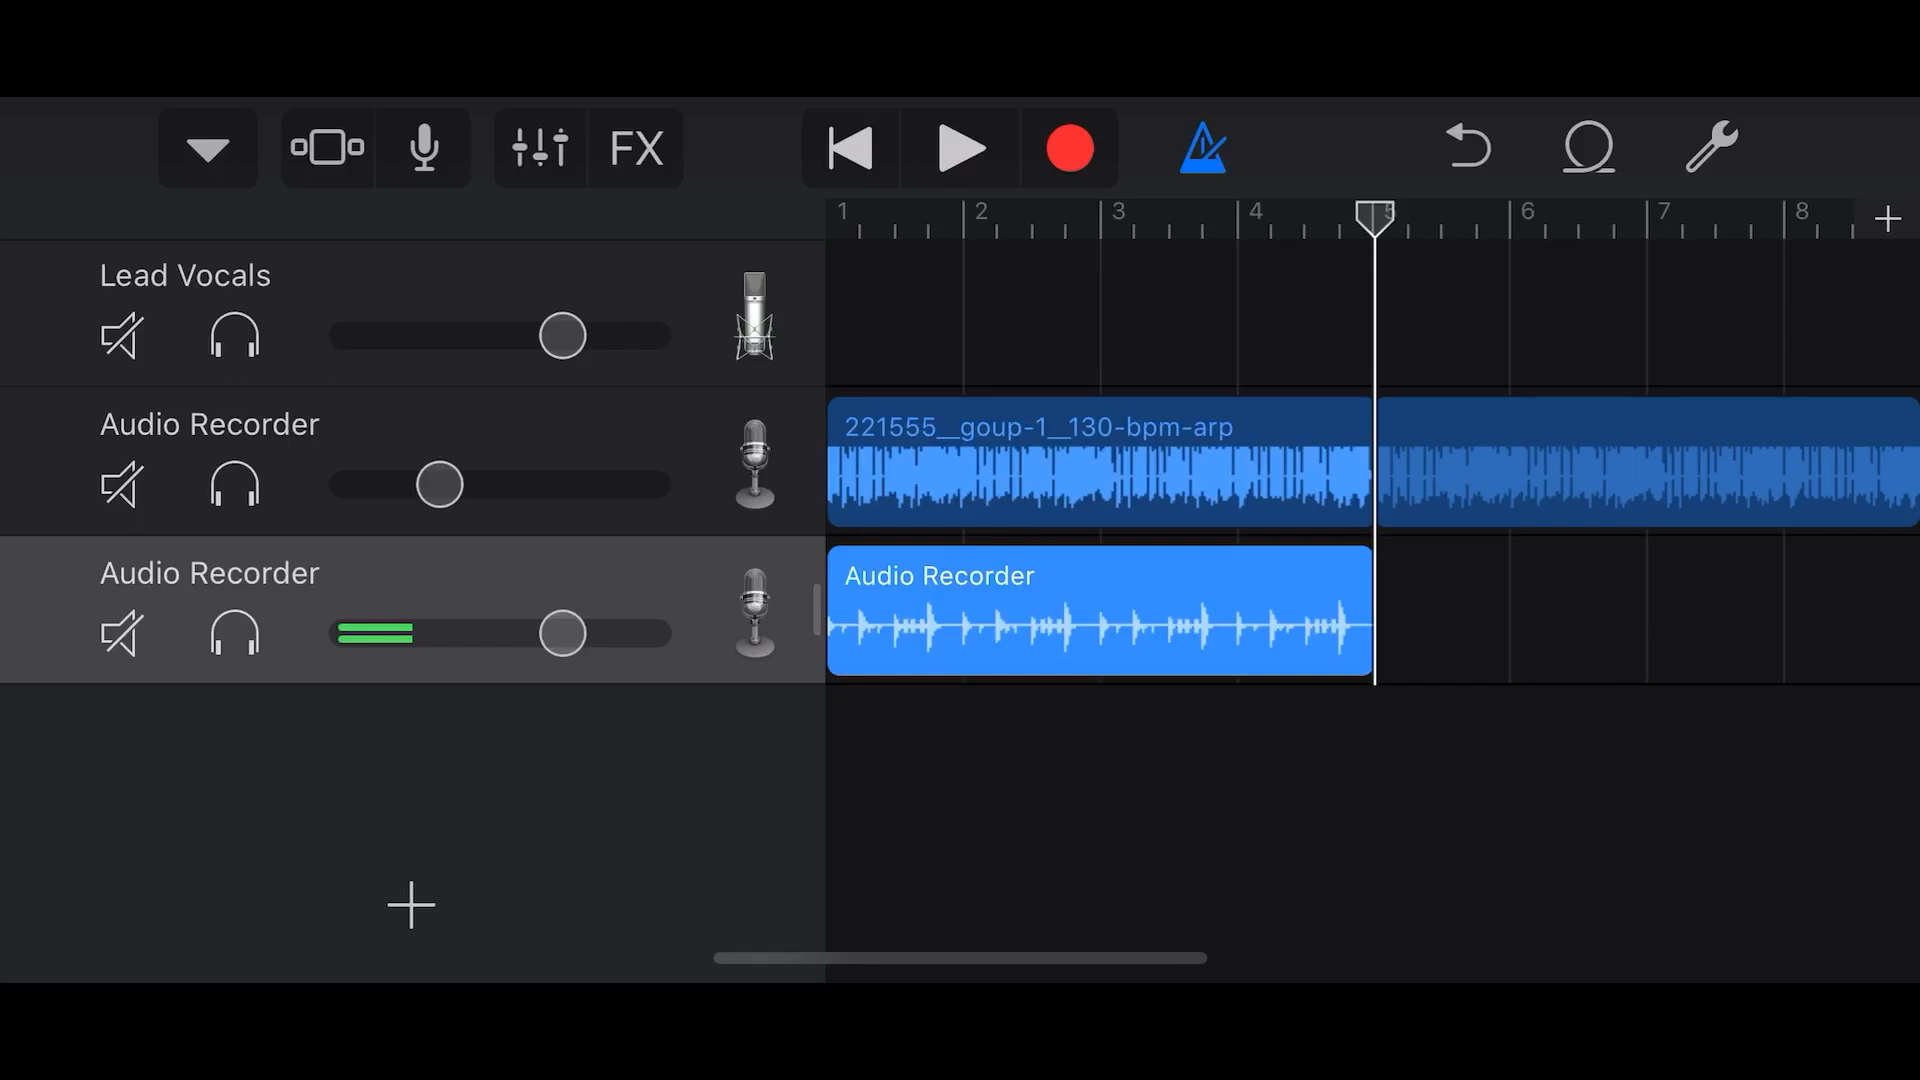 FX
1 2 3 4 5 6 7 8
Lead Vocals
Audio Recorder
221555__goup-1__130-bpm-arp
Audio Recorder
Audio Recorder